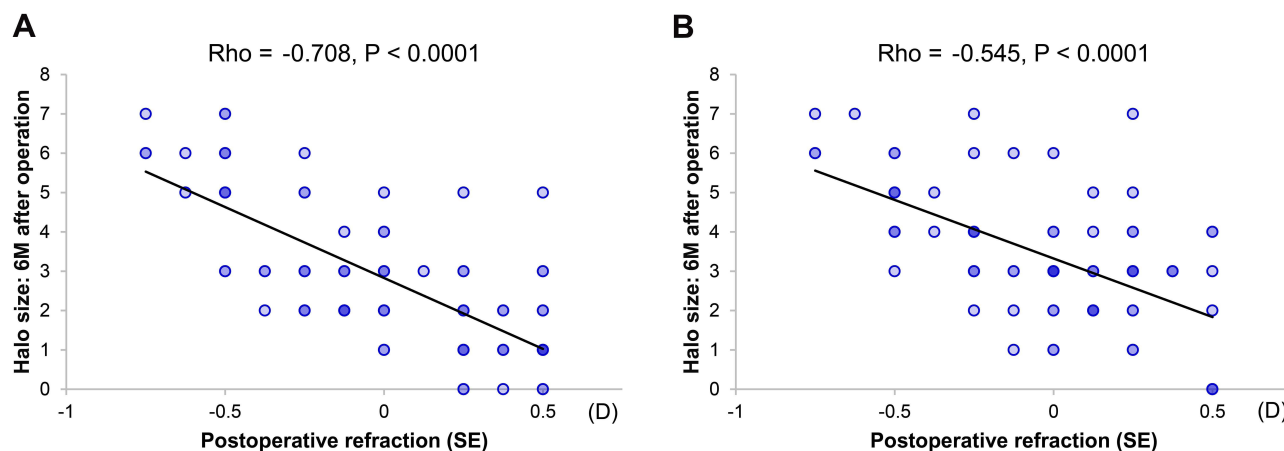 A
Rho = -0.708, P < 0.0001
Halo size: 6M after operation
8
7
6
5
4
3
2
1
0
-1
-0.5
0
0.5
(D)
Postoperative refraction (SE)
B
Rho = -0.545, P < 0.0001
Halo size: 6M after operation
8
7
6
5
4
3
2
1
0
-1
-0.5
0
0.5
(D)
Postoperative refraction (SE)